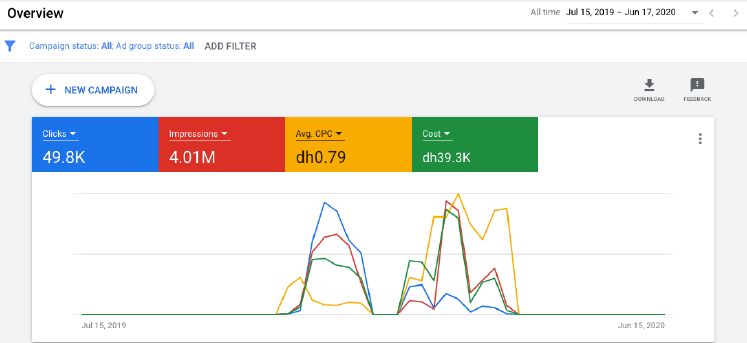 Overview
All time Jul 15, 2019 – Jun 17, 2020
Campaign status: All; Ad group status: All ADD FILTER
+ NEW CAMPAIGN
DOWNLOAD FEEDBACK
Clicks Impressions Avg. CPC Cost
49.8K 4.01M dh0.79 dh39.3K
Jul 15, 2019 Jun 15, 2020